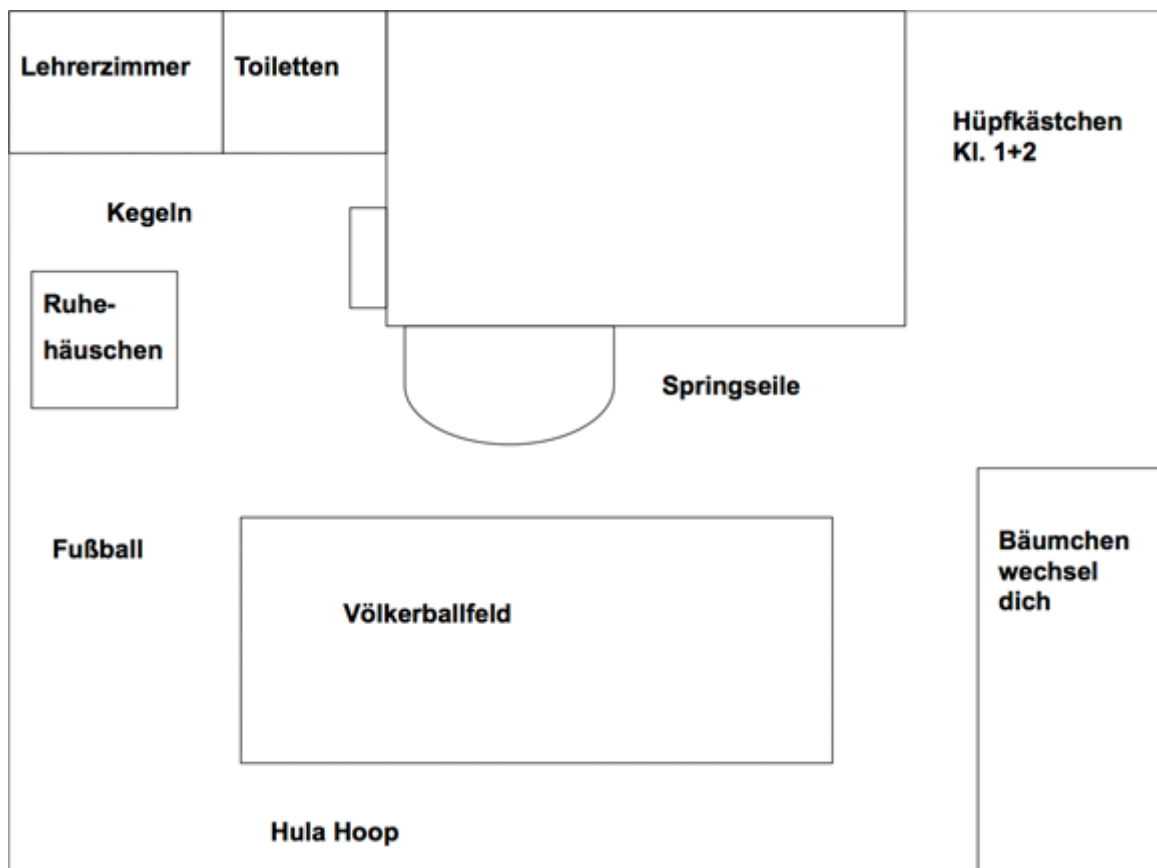 Lehrerzimmer
Toiletten
Hüpfkästchen
Kl. 1+2
Kegeln
Ruhe-
häuschen
Springseile
Fußball
Bäumchen
wechsel
dich
Völkerballfeld
Hula Hoop